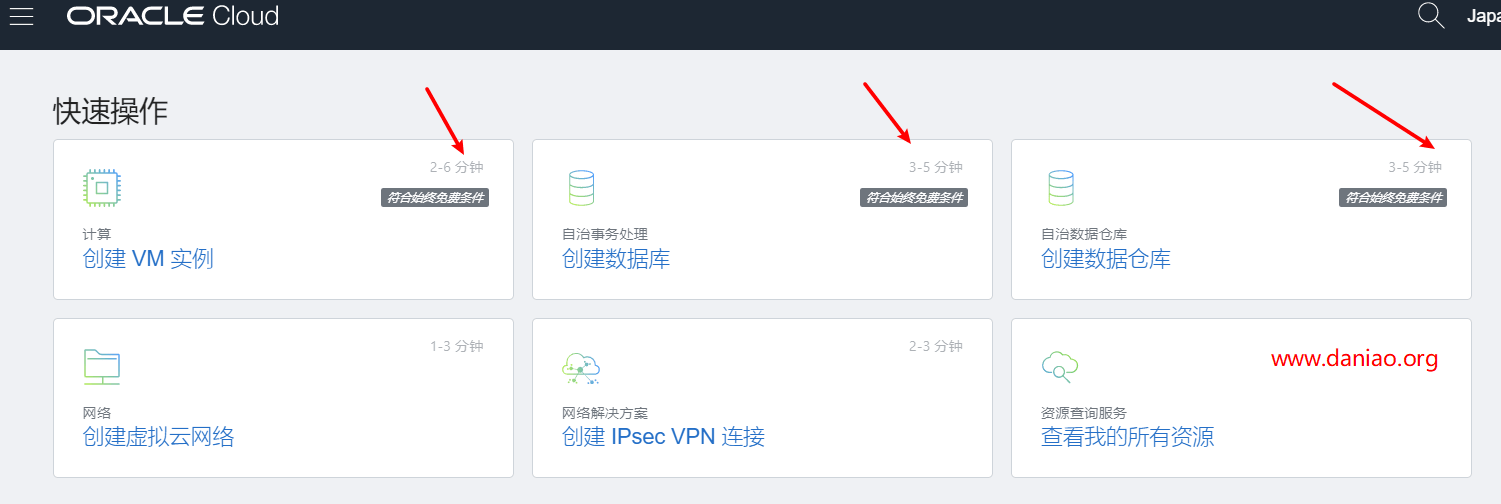 ORACLE Cloud
Japa
快速操作
2-6 分钟
符合始终免费条件
计算
创建 VM 实例
3-5 分钟
符合始终免费条件
自治事务处理
创建数据库
3-5 分钟
符合始终免费条件
自治数据仓库
创建数据仓库
1-3 分钟
网络
创建虚拟云网络
2-3 分钟
网络解决方案
创建 IPsec VPN 连接
www.daniao.org
资源查询服务
查看我的所有资源